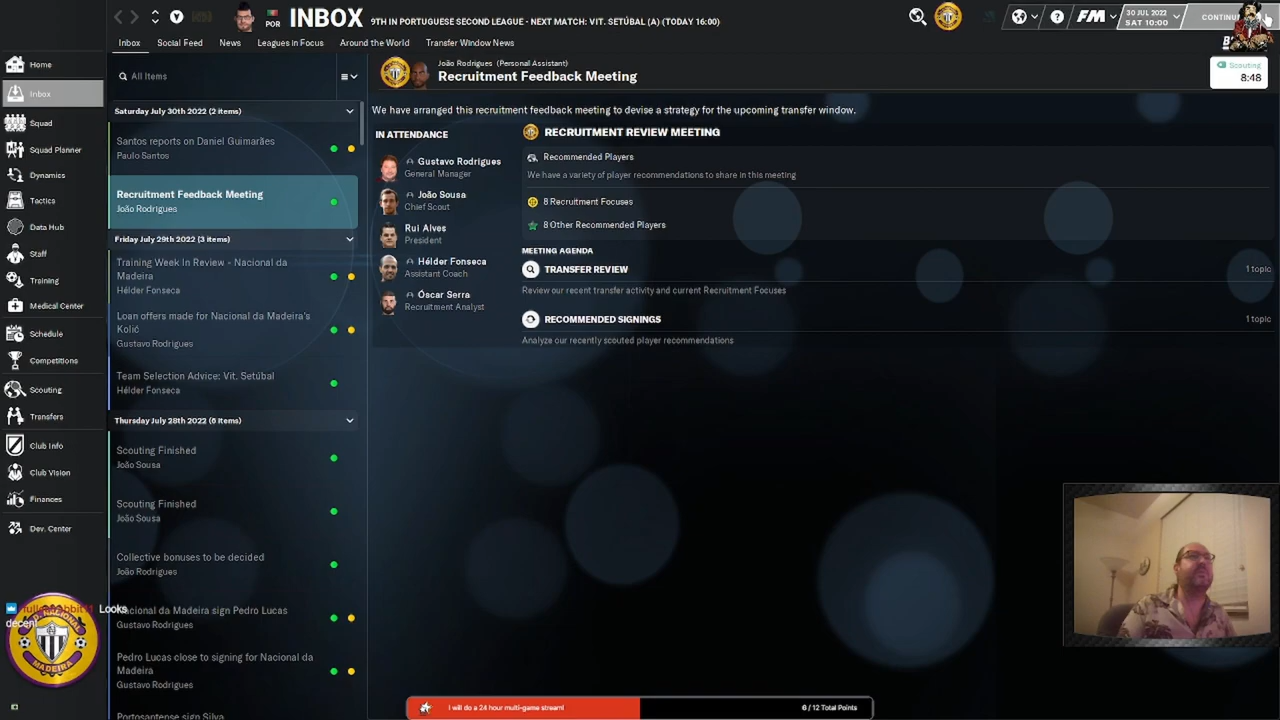 INBOX
POR
9TH IN PORTUGUESE SECOND LEAGUE - NEXT MATCH: VIT. SETÚBAL (A) (TODAY 16:00)
FM
30 JUL 2022
SAT 10:00
Inbox
Social Feed
News
Leagues in Focus
Around the World
Transfer Window News
Home
Inbox
Squad
Squad Planner
Dynamics
Tactics
Data Hub
Staff
Training
Medical Center
Schedule
Competitions
Scouting
Transfers
Club Info
Club Vision
Finances
Dev. Center
Looks
decent
All Items
Saturday July 30th 2022 (2 items)
Santos reports on Daniel Guimarães
Paulo Santos
Recruitment Feedback Meeting
João Rodrigues
Friday July 29th 2022 (3 items)
Training Week In Review - Nacional da
Madeira
Hélder Fonseca
Loan offers made for Nacional da Madeira's
Kolić
Gustavo Rodrigues
Team Selection Advice: Vit. Setúbal
Hélder Fonseca
Thursday July 28th 2022 (6 items)
Scouting Finished
João Sousa
Scouting Finished
João Sousa
Collective bonuses to be decided
João Rodrigues
Nacional da Madeira sign Pedro Lucas
Gustavo Rodrigues
Pedro Lucas close to signing for Nacional da
Madeira
Gustavo Rodrigues
Portosantense sign Silva
João Rodrigues (Personal Assistant)
Recruitment Feedback Meeting
Scouting
8:48
We have arranged this recruitment feedback meeting to devise a strategy for the upcoming transfer window.
IN ATTENDANCE
Gustavo Rodrigues
General Manager
João Sousa
Chief Scout
Rui Alves
President
Hélder Fonseca
Assistant Coach
Óscar Serra
Recruitment Analyst
RECRUITMENT REVIEW MEETING
Recommended Players
We have a variety of player recommendations to share in this meeting
8 Recruitment Focuses
8 Other Recommended Players
MEETING AGENDA
TRANSFER REVIEW
1 topic
Review our recent transfer activity and current Recruitment Focuses
RECOMMENDED SIGNINGS
1 topic
Analyze our recently scouted player recommendations
I will do a 24 hour multi-game stream!
6 / 12 Total Points